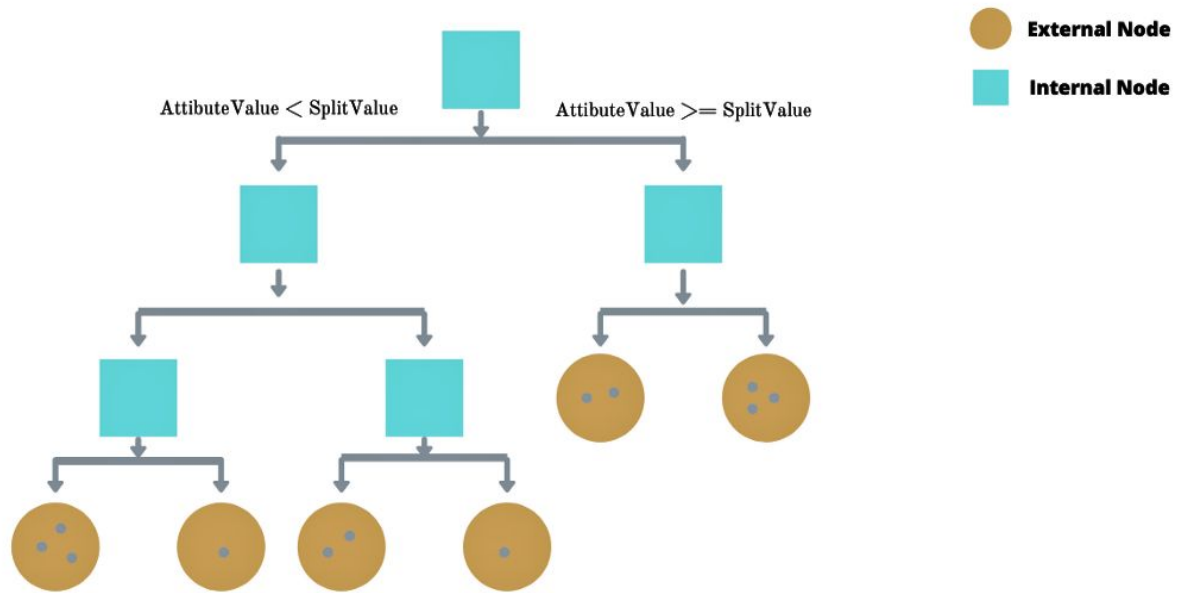 External Node
Internal Node
AttibuteValue < SplitValue
AttibuteValue >= SplitValue